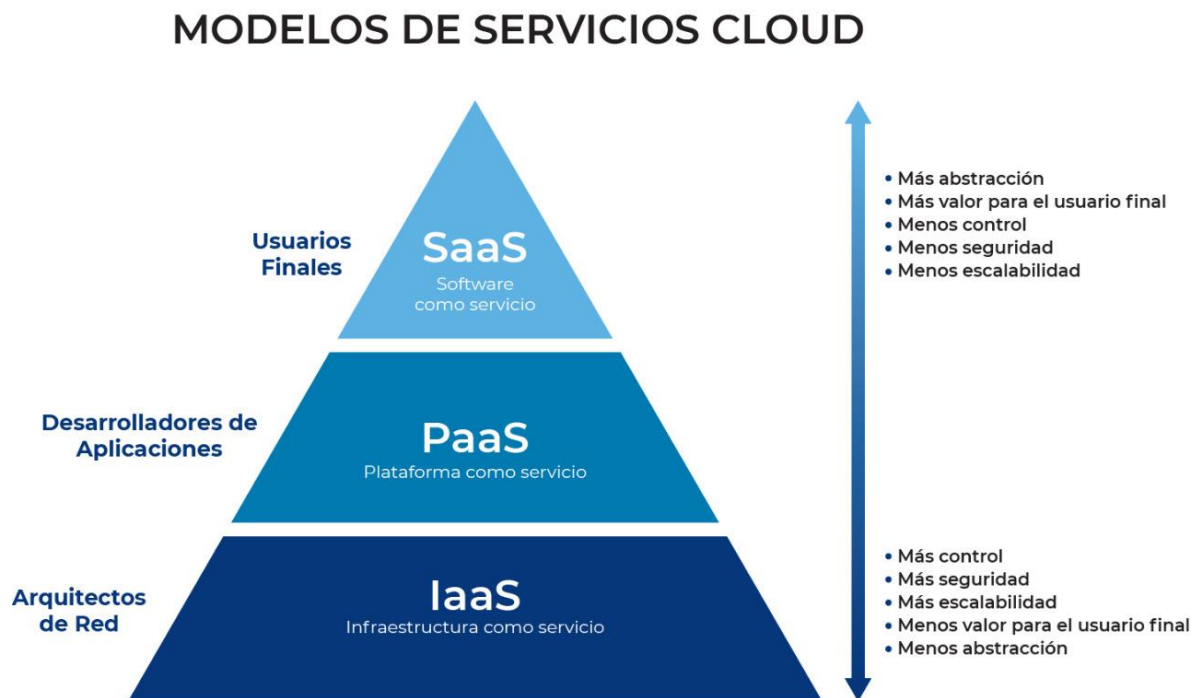 MODELOS DE SERVICIOS CLOUD
Usuarios
Finales
SaaS
Software
como servicio
• Más abstracción
• Más valor para el usuario final
• Menos control
• Menos seguridad
• Menos escalabilidad
Desarrolladores de
Aplicaciones
PaaS
Plataforma como servicio
Arquitectos
de Red
IaaS
Infraestructura como servicio
• Más control
• Más seguridad
• Más escalabilidad
• Menos valor para el usuario final
• Menos abstracción